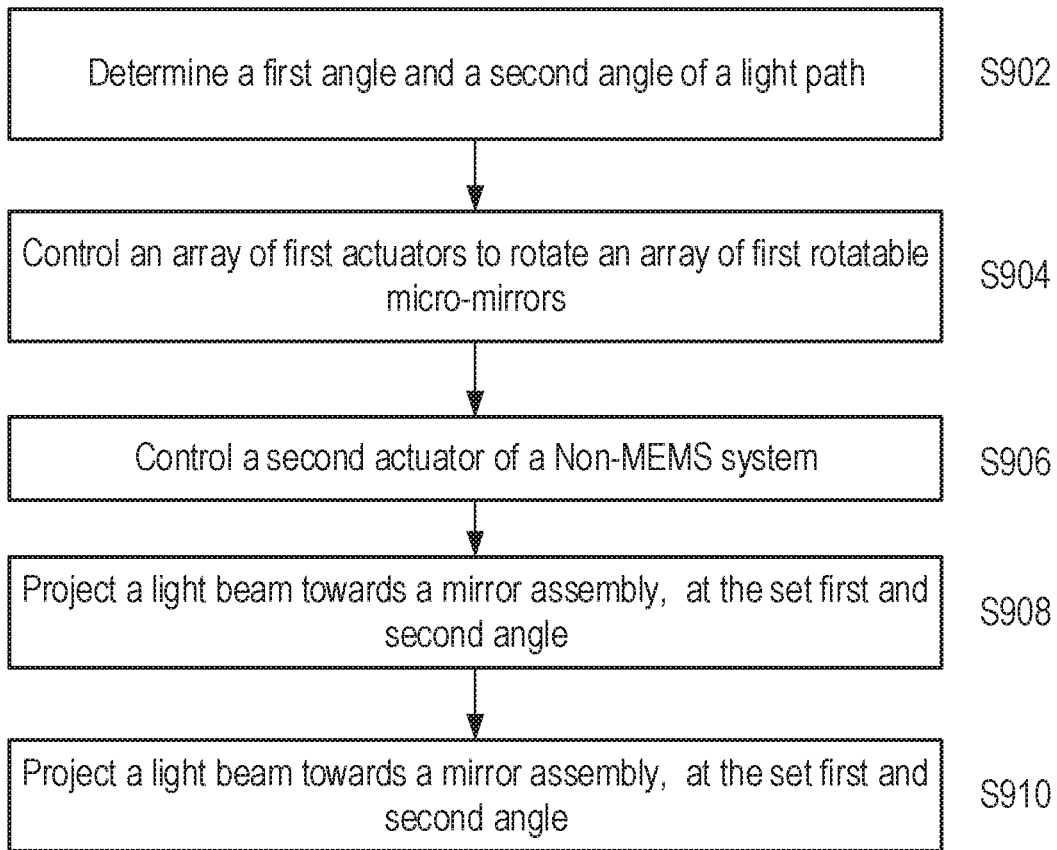 Determine a first angle and a second angle of a light path
S902
Control an array of first actuators to rotate an array of first rotatable
micro-mirrors
S904
Control a second actuator of a Non-MEMS system
S906
Project a light beam towards a mirror assembly, at the set first and
second angle
S908
Project a light beam towards a mirror assembly, at the set first and
second angle
S910